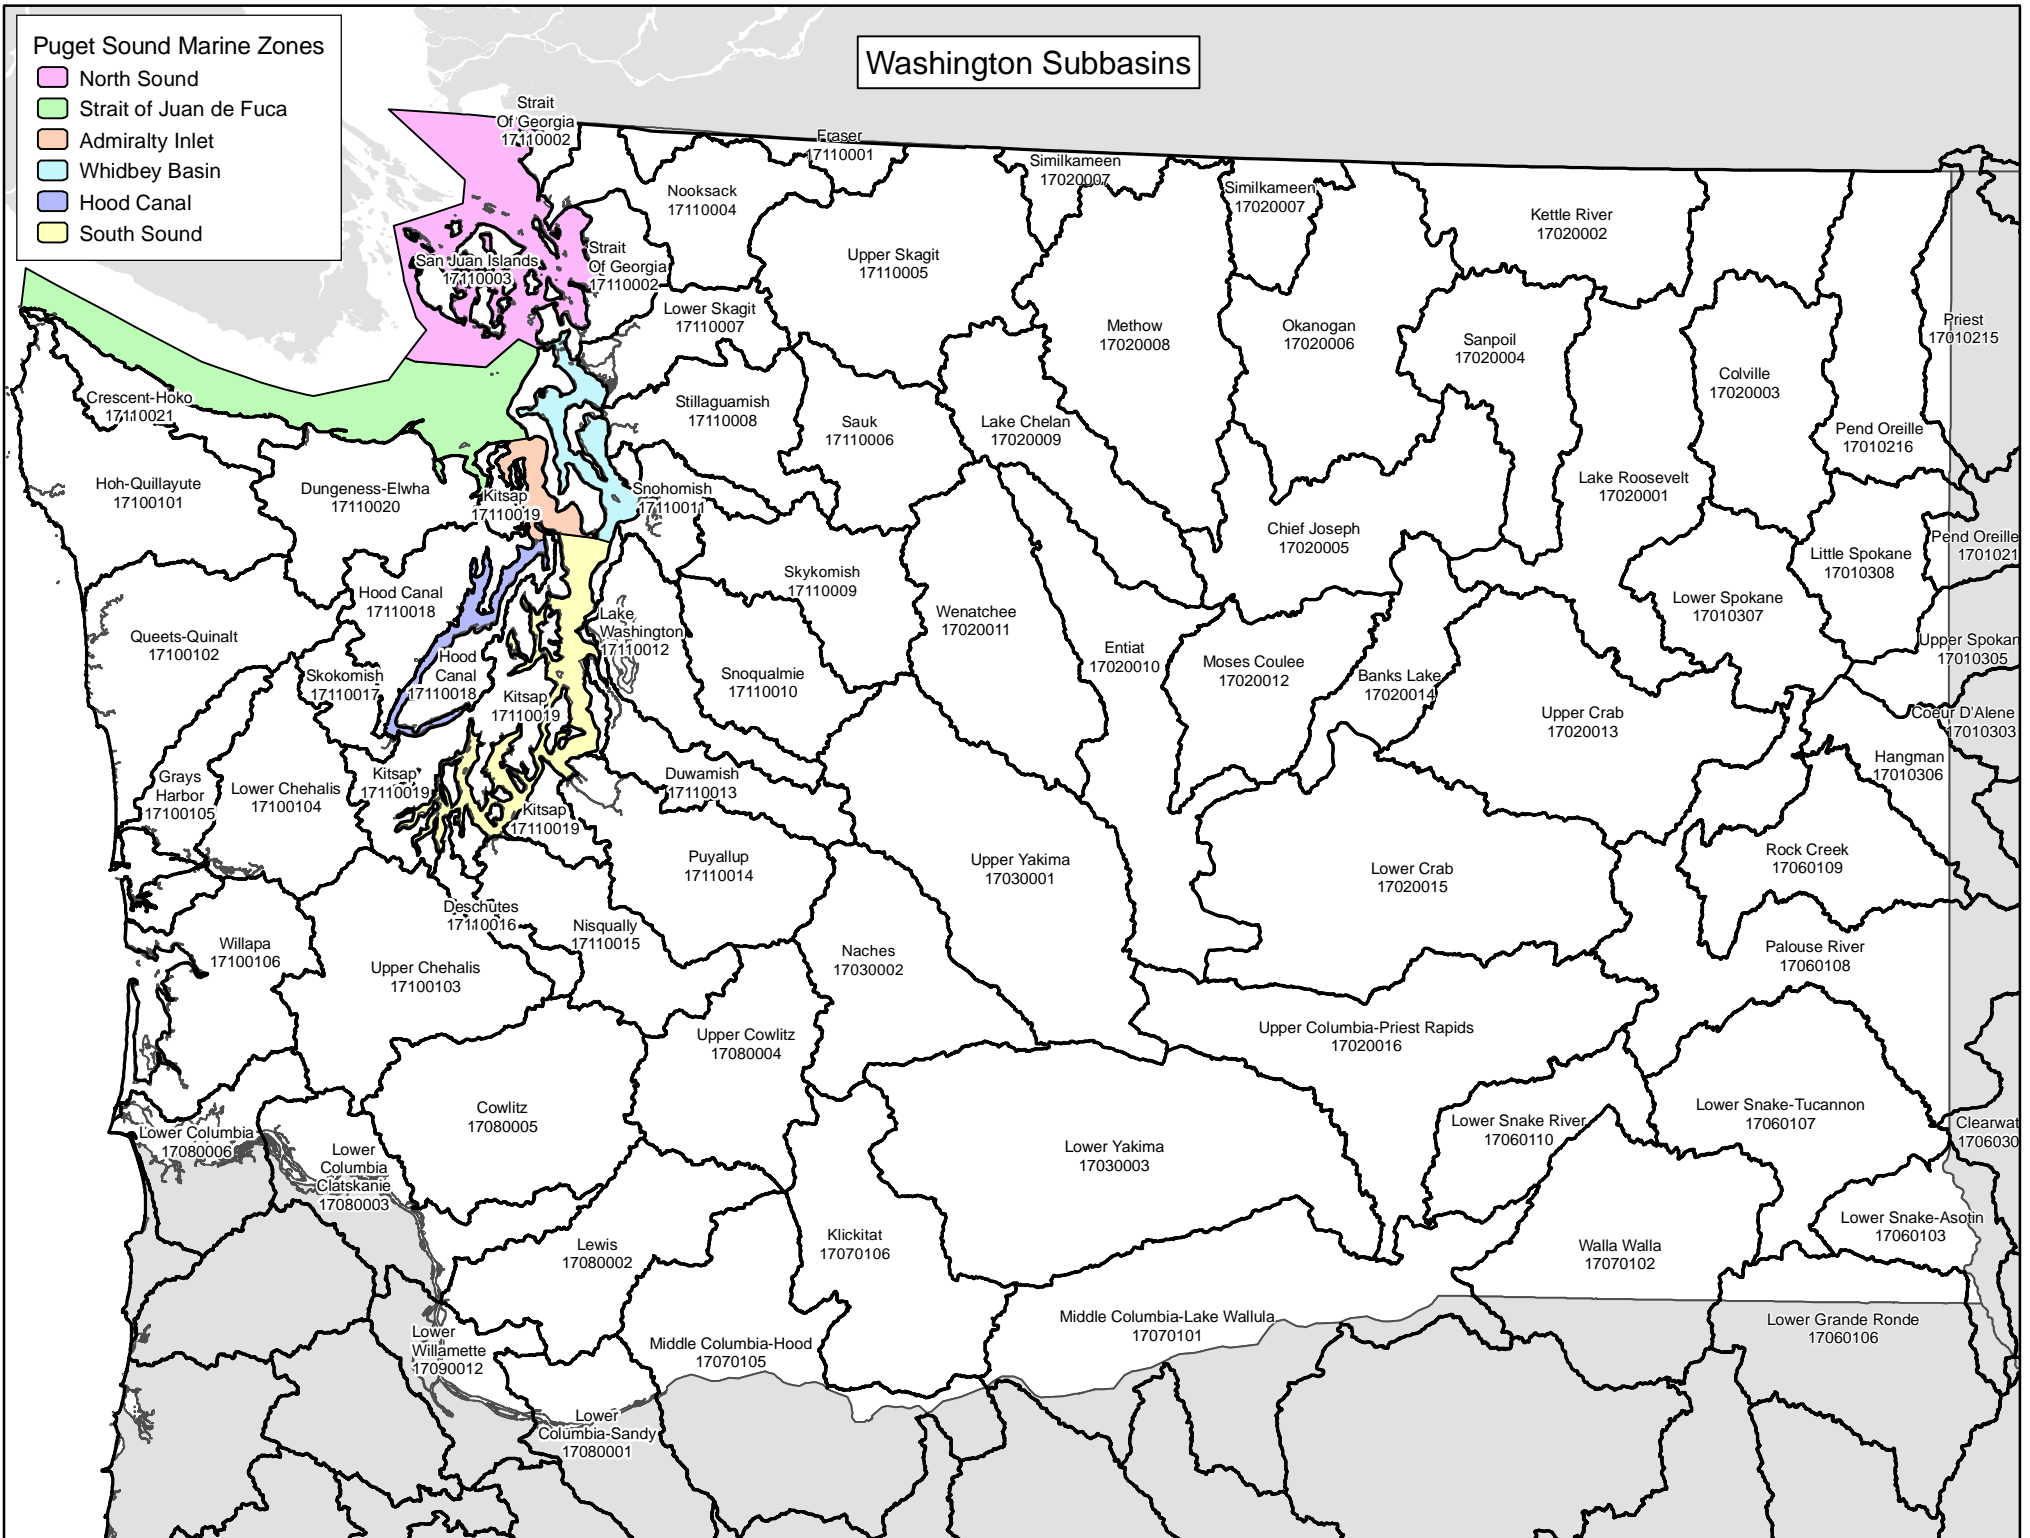 Puget Sound Marine Zones
North Sound
Strait of Juan de Fuca
Admiralty Inlet
Whidbey Basin
Hood Canal
South Sound
Washington Subbasins
Strait
Of Georgia
17110002
Fraser
17110001
Nooksack
17110004
Similkameen
17020007
Similkameen
17020007
Kettle River
17020002
San Juan Islands
17110003
Strait
Of Georgia
17110002
Upper Skagit
17110005
Lower Skagit
17110007
Methow
17020008
Okanogan
17020006
Sanpoil
17020004
Priest
17010215
Colville
17020003
Crescent-Hoko
17110021
Stillaguamish
17110008
Sauk
17110006
Lake Chelan
17020009
Pend Oreille
17010216
Hoh-Quillayute
17100101
Dungeness-Elwha
17110020
Kitsap
17110019
Snohomish
17110011
Lake Roosevelt
17020001
Chief Joseph
17020005
Pend Oreille
1701021
Little Spokane
17010308
Hood Canal
17110018
Skykomish
17110009
Wenatchee
17020011
Lower Spokane
17010307
Queets-Quinalt
17100102
Lake
Washington
17110012
Entiat
17020010
Moses Coulee
17020012
Banks Lake
17020014
Upper Spokan
17010305
Skokomish
17110017
Hood
Canal
17110018
Snoqualmie
17110010
Kitsap
17110019
Upper Crab
17020013
Coeur D'Alene
17010303
Hangman
17010306
Grays
Harbor
17100105
Lower Chehalis
17100104
Kitsap
17110019
Duwamish
17110013
Kitsap
17110019
Puyallup
17110014
Upper Yakima
17030001
Lower Crab
17020015
Rock Creek
17060109
Deschutes
17110016
Nisqually
17110015
Willapa
17100106
Upper Chehalis
17100103
Naches
17030002
Palouse River
17060108
Upper Cowlitz
17080004
Upper Columbia-Priest Rapids
17020016
Cowlitz
17080005
Lower Columbia
17080006
Lower
Columbia
Clatskanie
17080003
Lower Yakima
17030003
Lower Snake River
17060110
Lower Snake-Tucannon
17060107
Clearwat
1706030
Lewis
17080002
Klickitat
17070106
Walla Walla
17070102
Lower Snake-Asotin
17060103
Lower
Willamette
17090012
Middle Columbia-Hood
17070105
Middle Columbia-Lake Wallula
17070101
Lower Grande Ronde
17060106
Lower
Columbia-Sandy
17080001